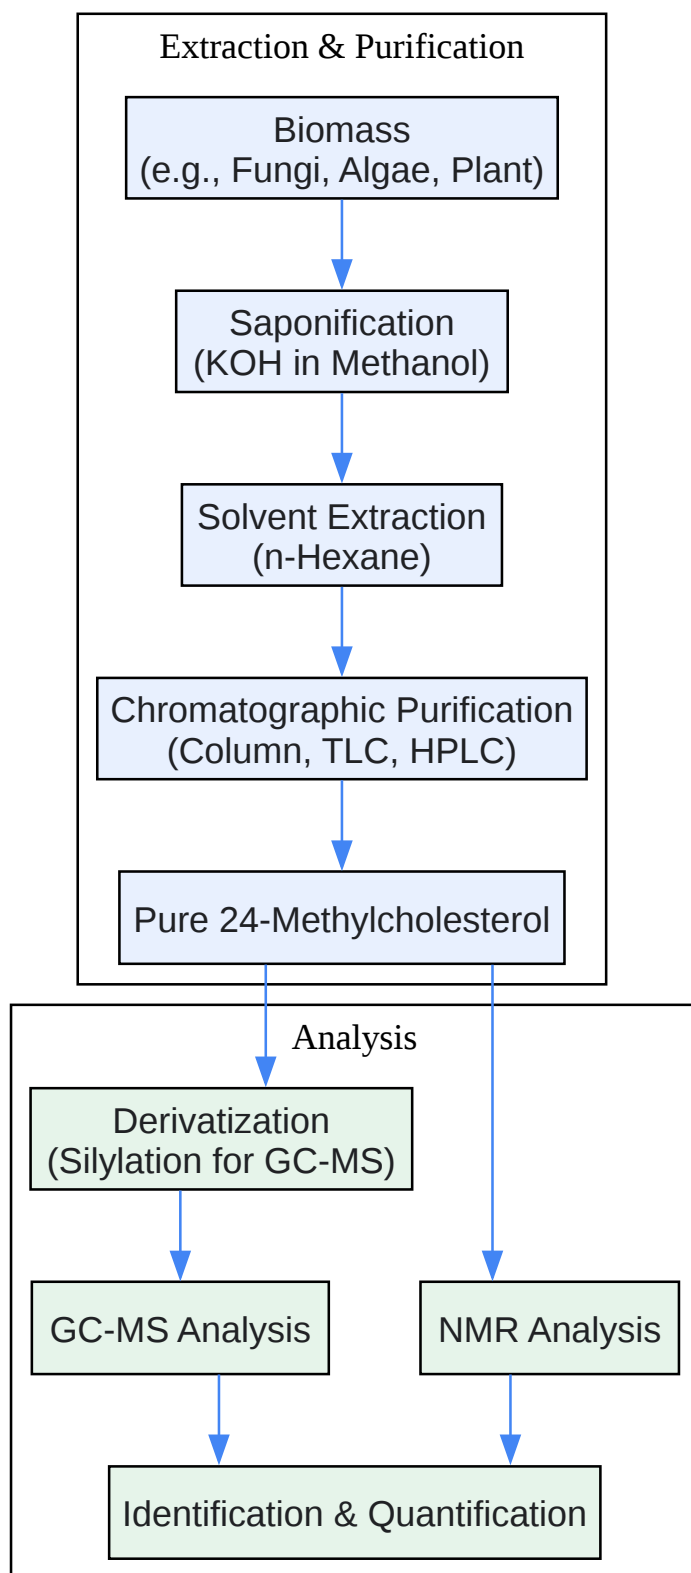 Extraction & Purification
Biomass
(e.g., Fungi, Algae, Plant)
Saponification
(KOH in Methanol)
Solvent Extraction
(n-Hexane)
Chromatographic Purification
(Column, TLC, HPLC)
Pure 24-Methylcholesterol
Analysis
Derivatization
(Silylation for GC-MS)
GC-MS Analysis
NMR Analysis
Identification & Quantification